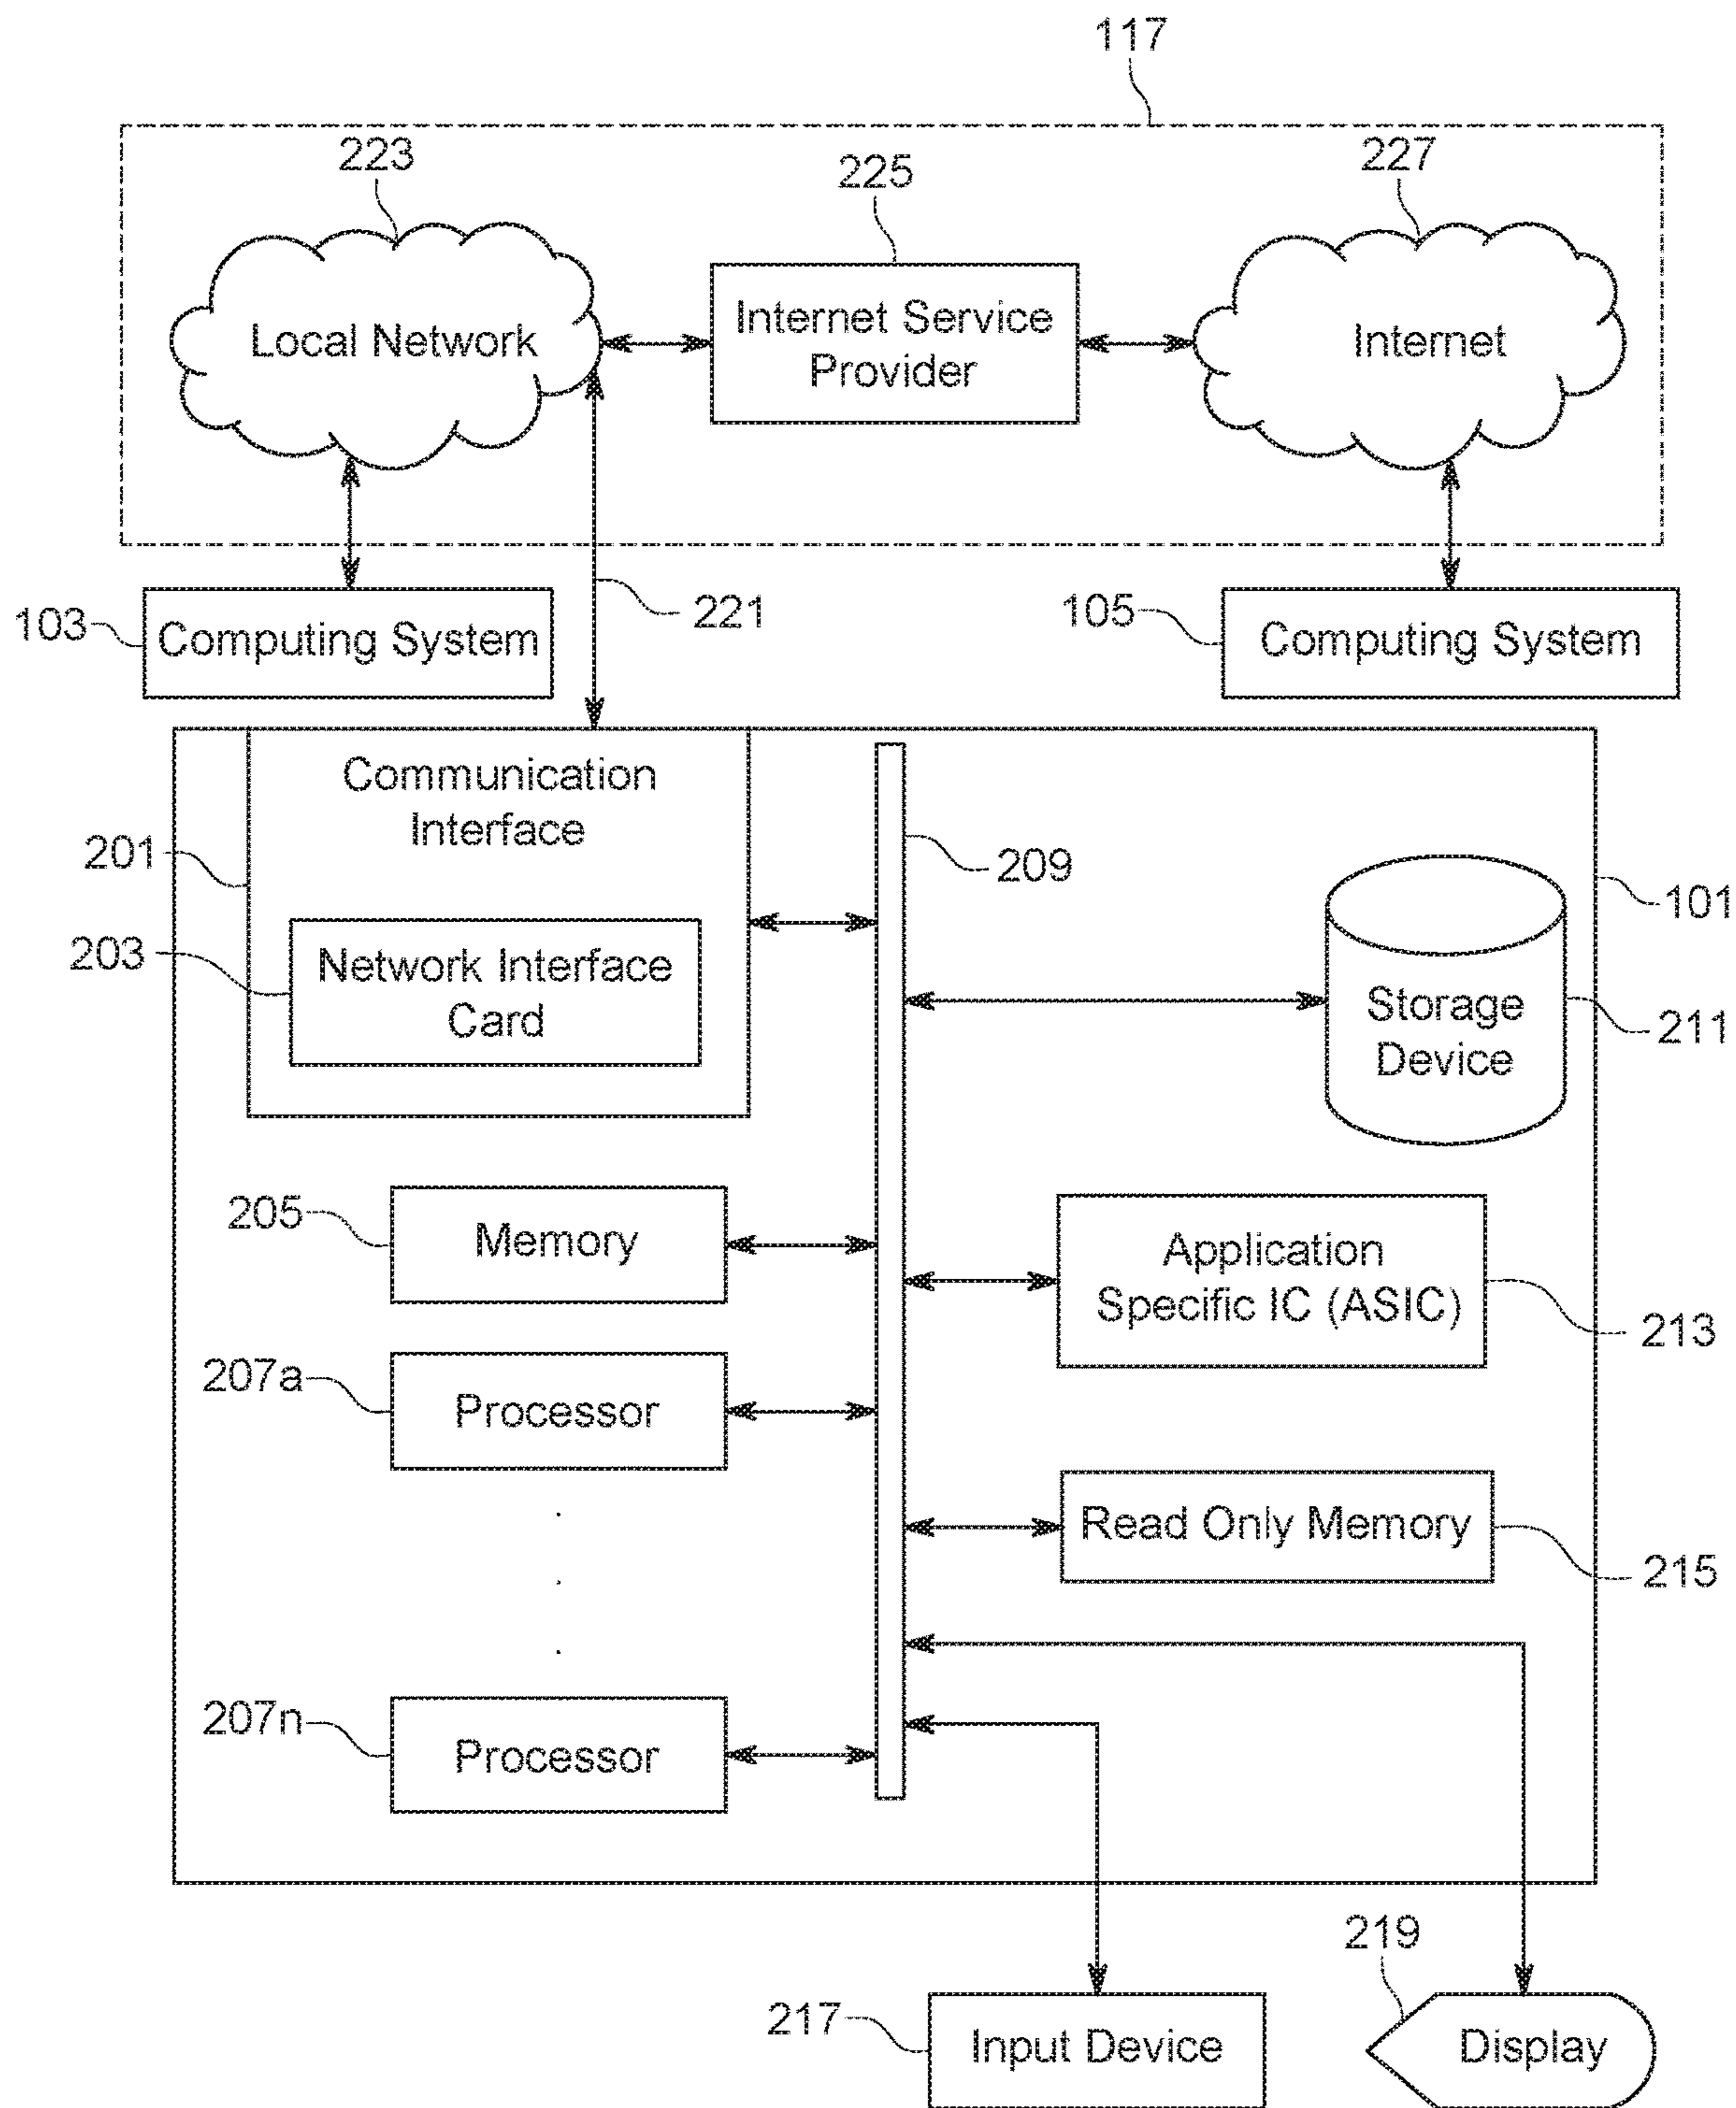 117
223
225
227
Local Network
Internet Service
Provider
Internet
103
Computing System
221
105
Computing System
Communication
Interface
201
209
101
203
Network Interface
Card
Storage
Device
211
205
Memory
Application
Specific IC (ASIC)
213
207a
Processor
Read Only Memory
215
207n
Processor
219
217
Input Device
Display